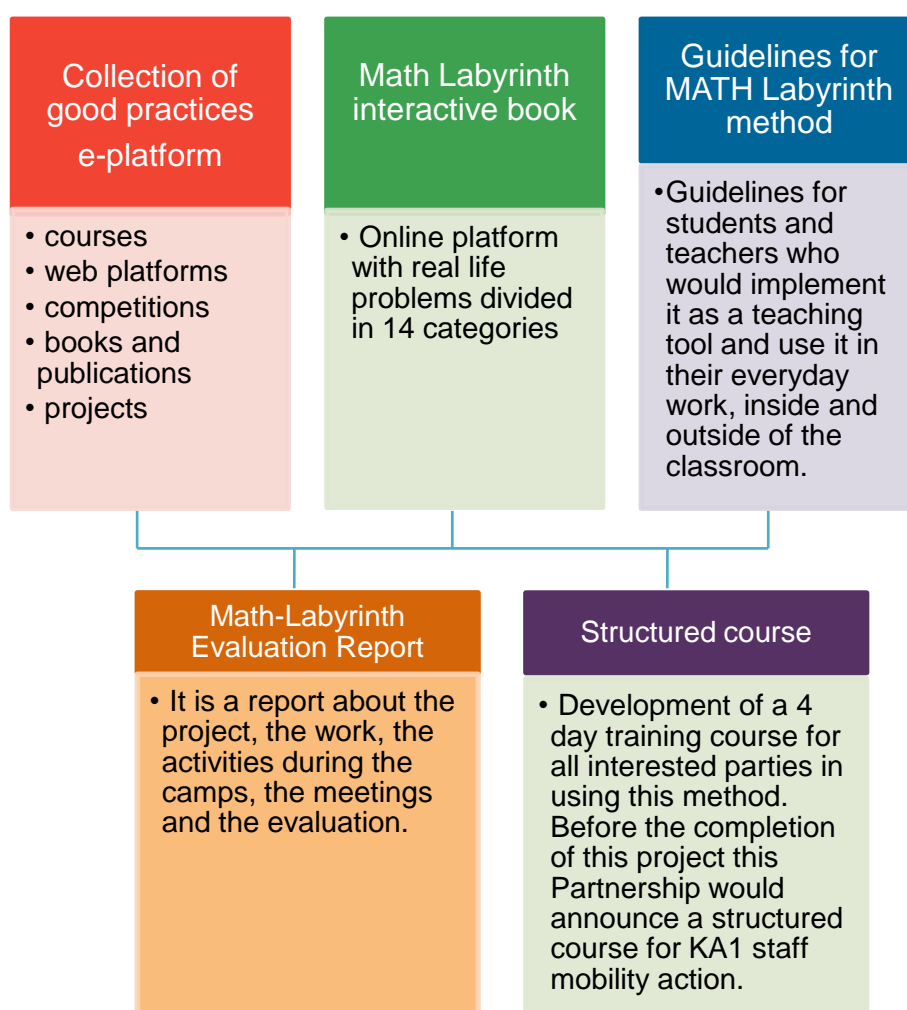 Collection of
good practices
e-platform
• courses
• web platforms
• competitions
• books and
publications
• projects
Math Labyrinth
interactive book
• Online platform
with real life
problems divided
in 14 categories
Guidelines for
MATH Labyrinth
method
•Guidelines for
students and
teachers who
would implement
it as a teaching
tool and use it in
their everyday
work, inside and
outside of the
classroom.
Math-Labyrinth
Evaluation Report
• It is a report about the
project, the work, the
activities during the
camps, the meetings
and the evaluation.
Structured course
• Development of a 4
day training course for
all interested parties in
using this method.
Before the completion
of this project this
Partnership would
announce a structured
course for KA1 staff
mobility action.